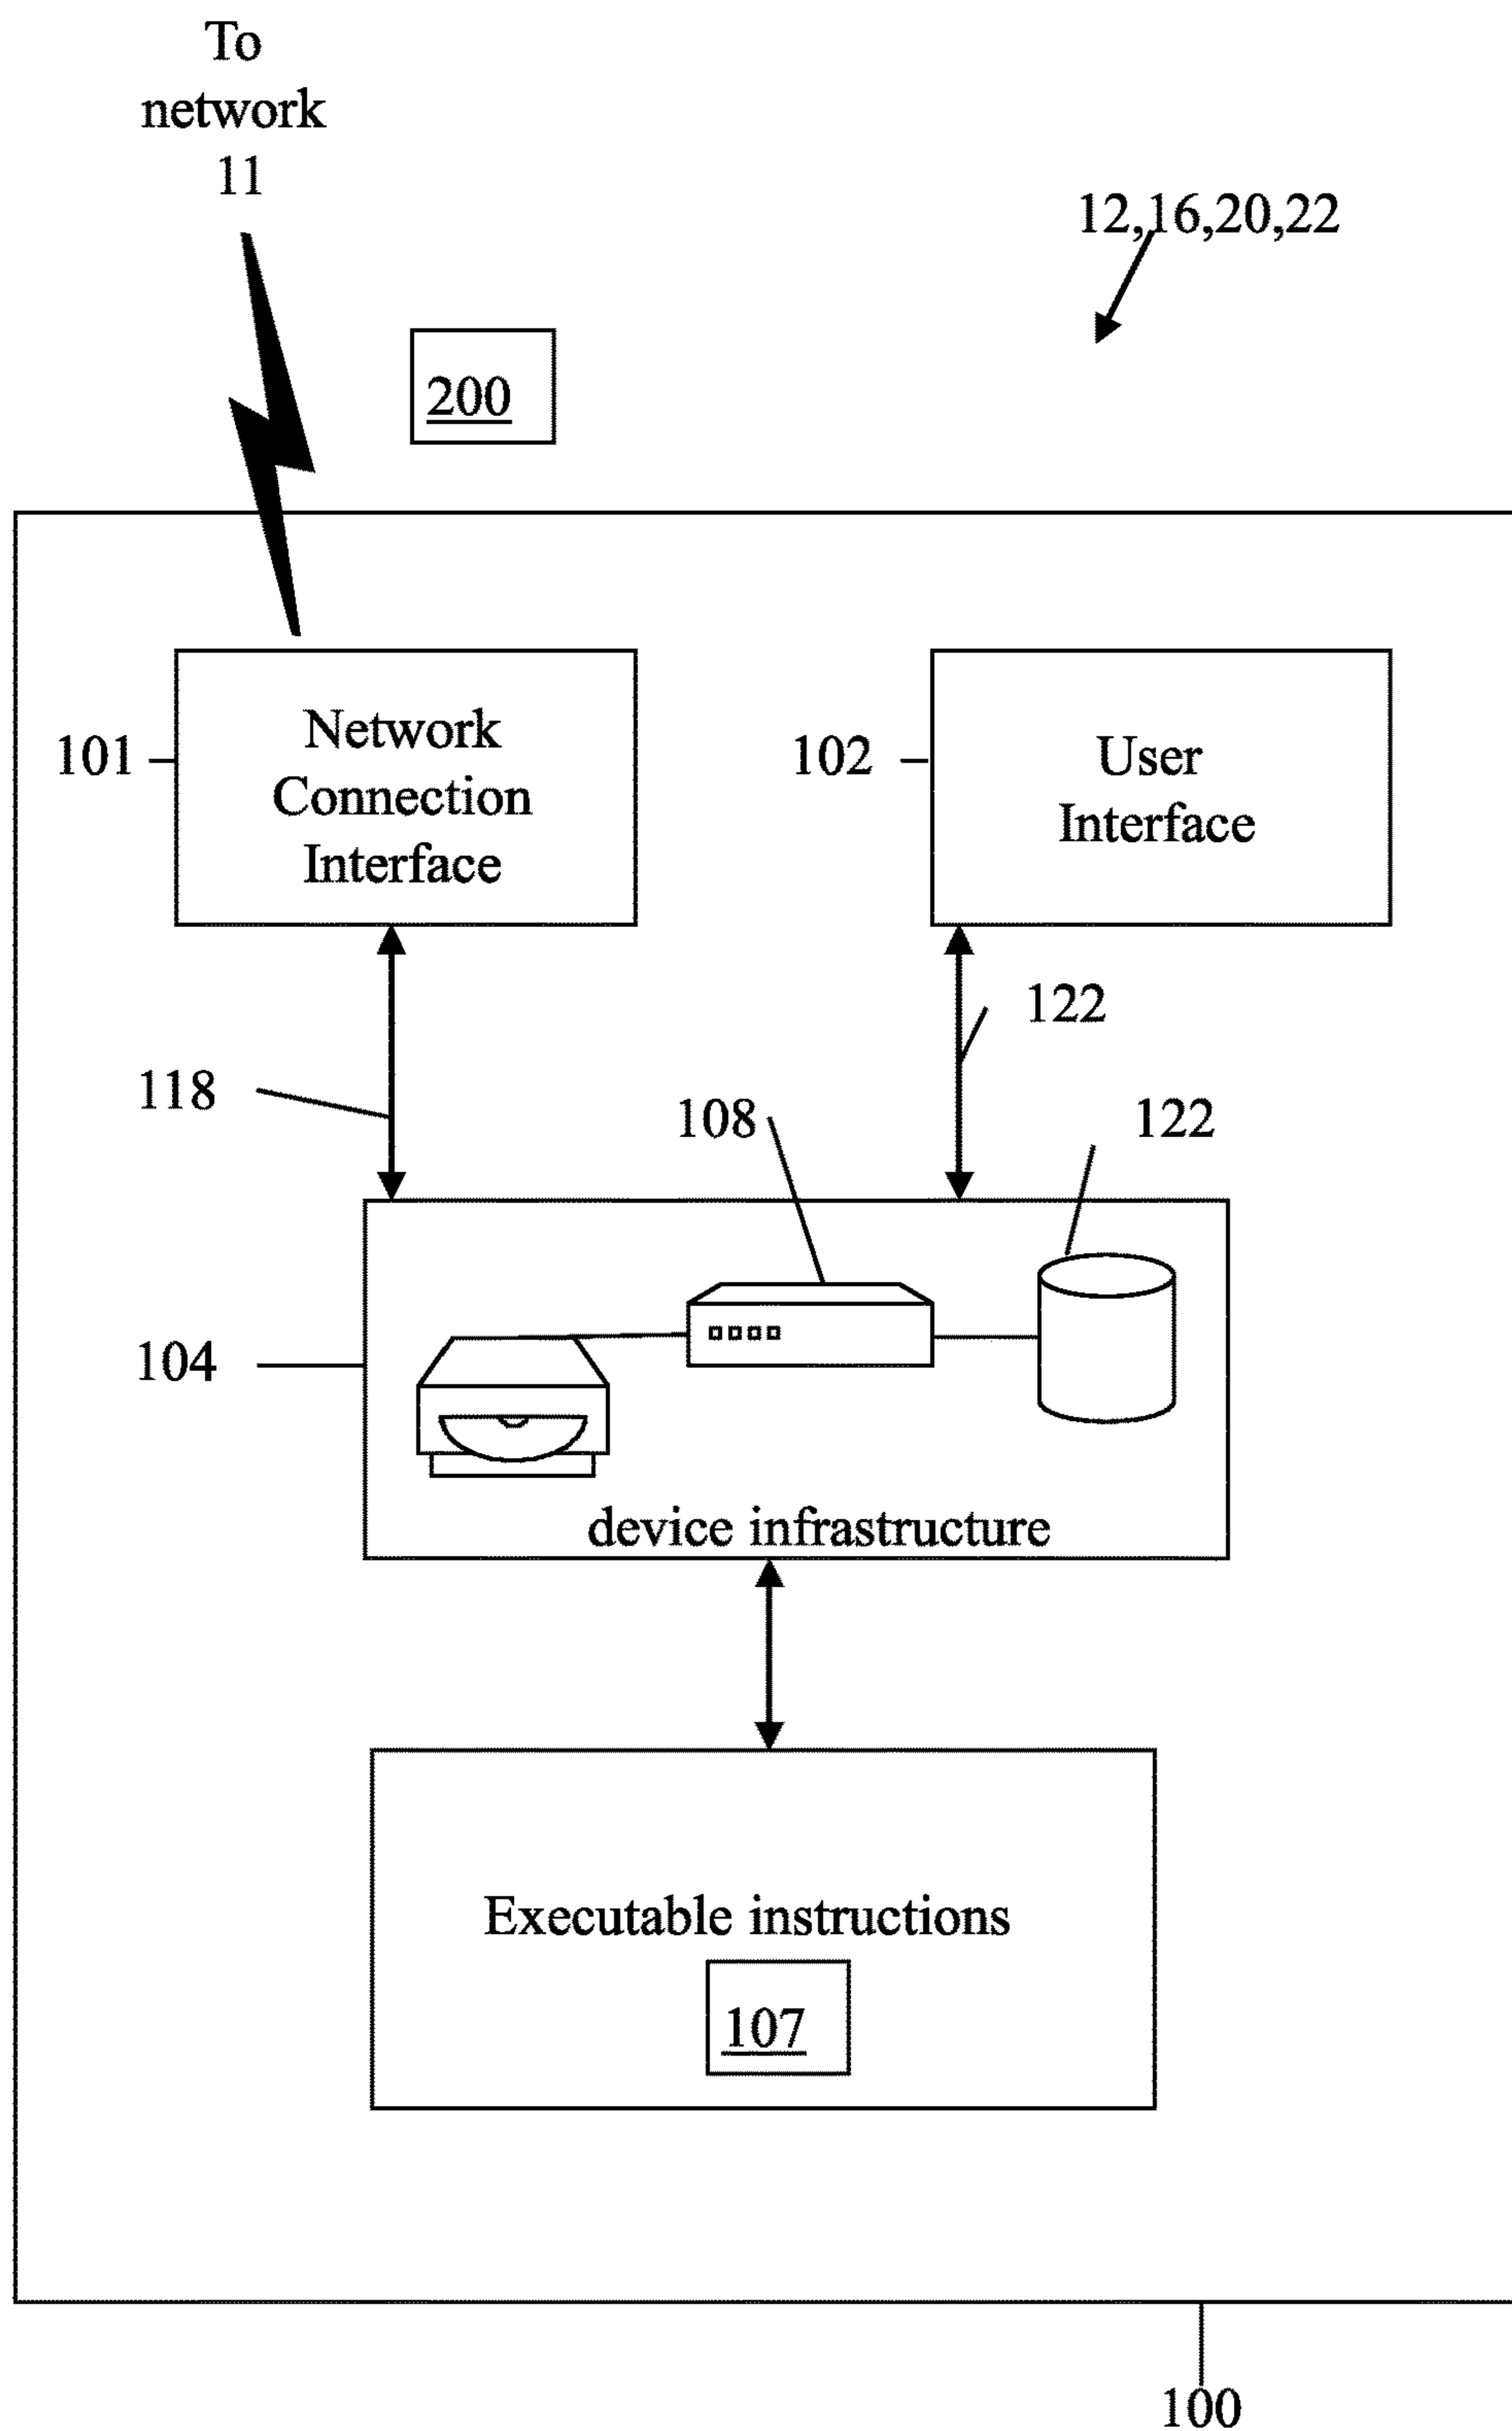 To
network
11
12,16,20,22
200
Network
Connection
Interface
101
User
Interface
102
122
118
108
122
104
device infrastructure
Executable instructions
107
100